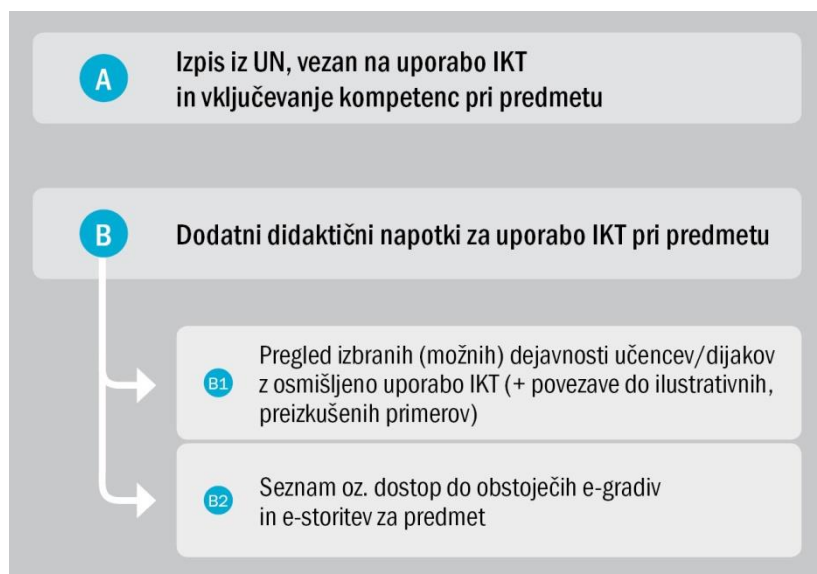 A
Izpis iz UN, vezan na uporabo IKT
in vključevanje kompetenc pri predmetu
B
Dodatni didaktični napotki za uporabo IKT pri predmetu
B1
Pregled izbranih (možnih) dejavnosti učencev/dijakov
z osmišljeno uporabo IKT (+ povezave do ilustrativnih,
preizkušenih primerov)
B2
Seznam oz. dostop do obstoječih e-gradiv
in e-storitev za predmet